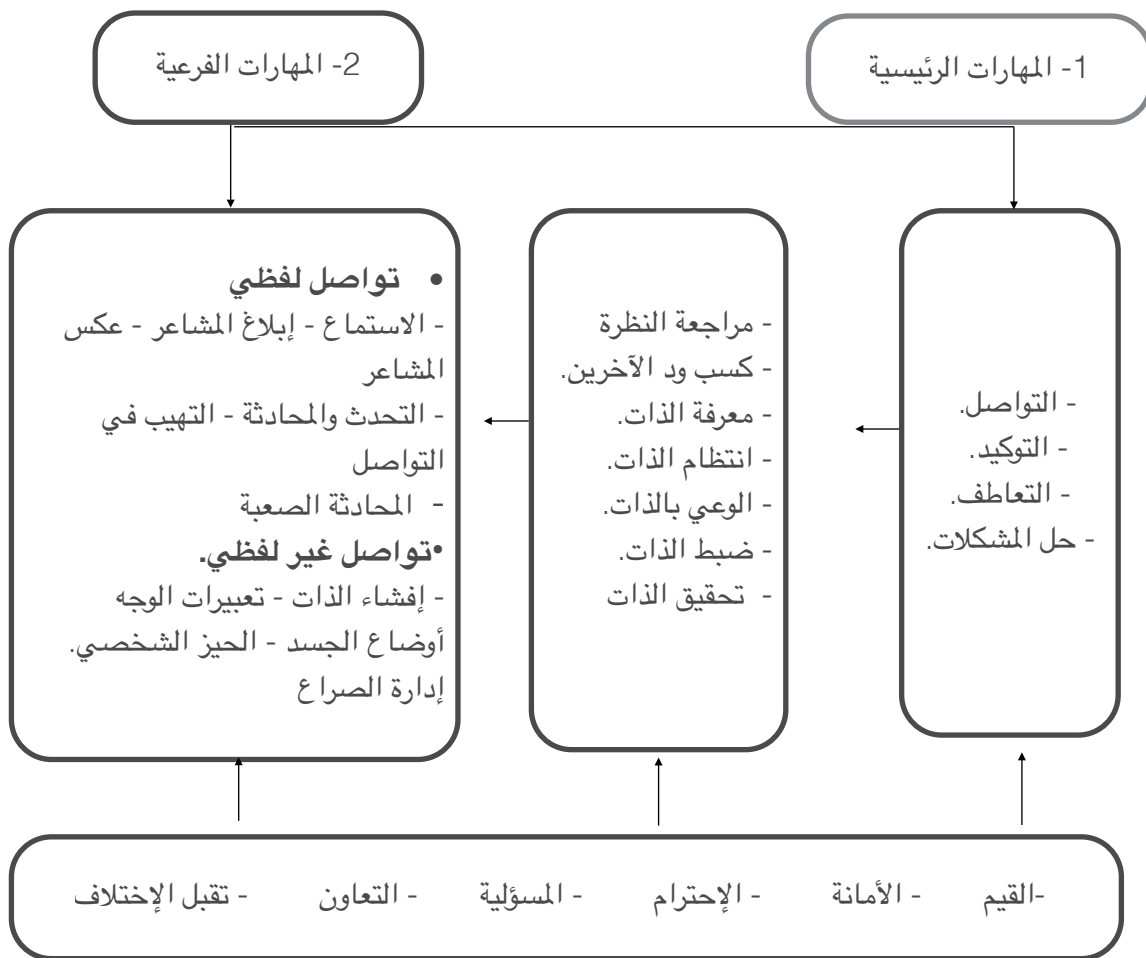 1- المهارات الرئيسية
2- المهارات الفرعية
- التواصل.
- التوكيد.
- التعاطف.
- حل المشكلات.
- مراجعة النظرة
- كسب ود الآخرين.
- معرفة الذات.
- انتظام الذات.
- الوعي بالذات.
- ضبط الذات.
- تحقيق الذات
• تواصل لفظي
- الاستماع - إبلاغ المشاعر - عكس
المشاعر
- التحدث والمحادثة - التهيب في
التواصل
- المحادثة الصعبة
•تواصل غير لفظي.
- إفشاء الذات - تعبيرات الوجه
أوضاع الجسد - الحيز الشخصي.
إدارة الصراع
-القيم - الأمانة - الإحترام - المسؤلية - التعاون - تقبل الإختلاف